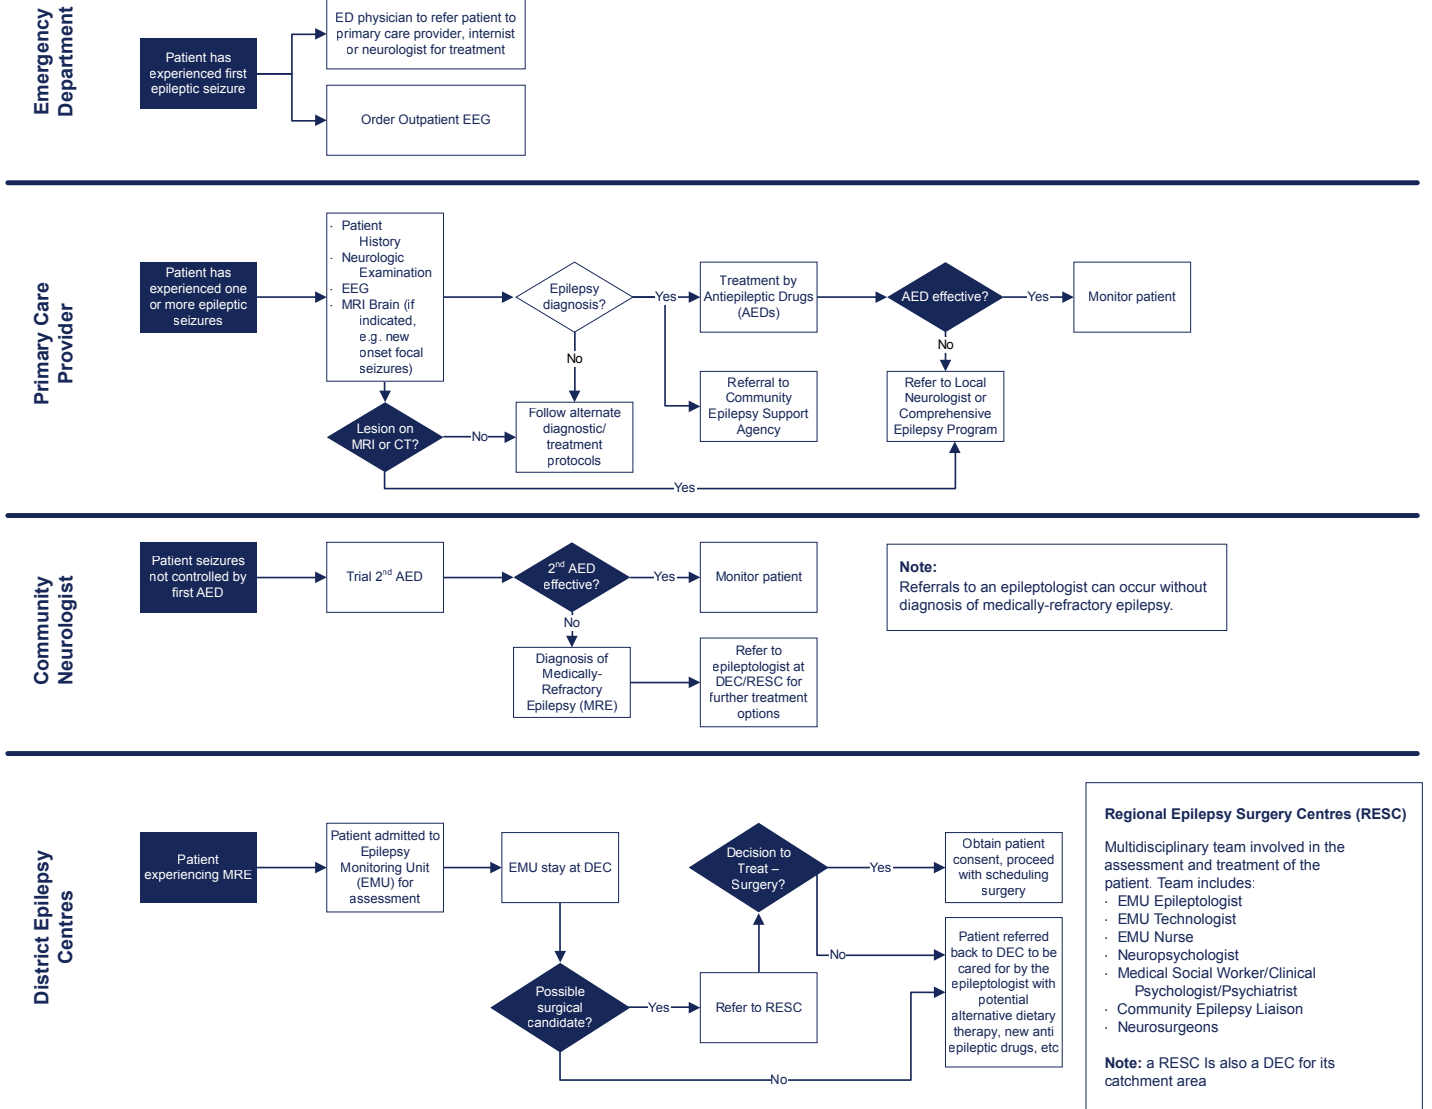 Emergency
Department
Patient has
experienced first
epileptic seizure
ED physician to refer patient to
primary care provider, internist
or neurologist for treatment
Order Outpatient EEG
Primary Care
Provider
Patient has
experienced one
or more epileptic
seizures
· Patient
History
· Neurologic
Examination
· EEG
· MRI Brain (if
indicated,
e.g. new
onset focal
seizures)
Epilepsy
diagnosis?
Yes
Treatment by
Antiepileptic Drugs
(AEDs)
AED effective?
Yes
Monitor patient
No
No
Lesion on
MRI or CT?
No
Follow alternate
diagnostic/
treatment
protocols
Referral to
Community
Epilepsy Support
Agency
Refer to Local
Neurologist or
Comprehensive
Epilepsy Program
Yes
Community
Neurologist
Patient seizures
not controlled by
first AED
Trial 2nd AED
2nd AED
effective?
Yes
Monitor patient
No
Diagnosis of
Medically-
Refractory
Epilepsy (MRE)
Refer to
epileptologist at
DEC/RESC for
further treatment
options
Note:
Referrals to an epileptologist can occur without
diagnosis of medically-refractory epilepsy.
District Epilepsy
Centres
Patient
experiencing MRE
Patient admitted to
Epilepsy
Monitoring Unit
(EMU) for
assessment
EMU stay at DEC
Decision to
Treat –
Surgery?
Yes
Obtain patient
consent, proceed
with scheduling
surgery
No
Patient referred
back to DEC to be
cared for by the
epileptologist with
potential
alternative dietary
therapy, new anti
epileptic drugs, etc
Possible
surgical
candidate?
Yes
Refer to RESC
No
Regional Epilepsy Surgery Centres (RESC)
Multidisciplinary team involved in the
assessment and treatment of the
patient. Team includes:
· EMU Epileptologist
· EMU Technologist
· EMU Nurse
· Neuropsychologist
· Medical Social Worker/Clinical
Psychologist/Psychiatrist
· Community Epilepsy Liaison
· Neurosurgeons
Note: a RESC Is also a DEC for its
catchment area